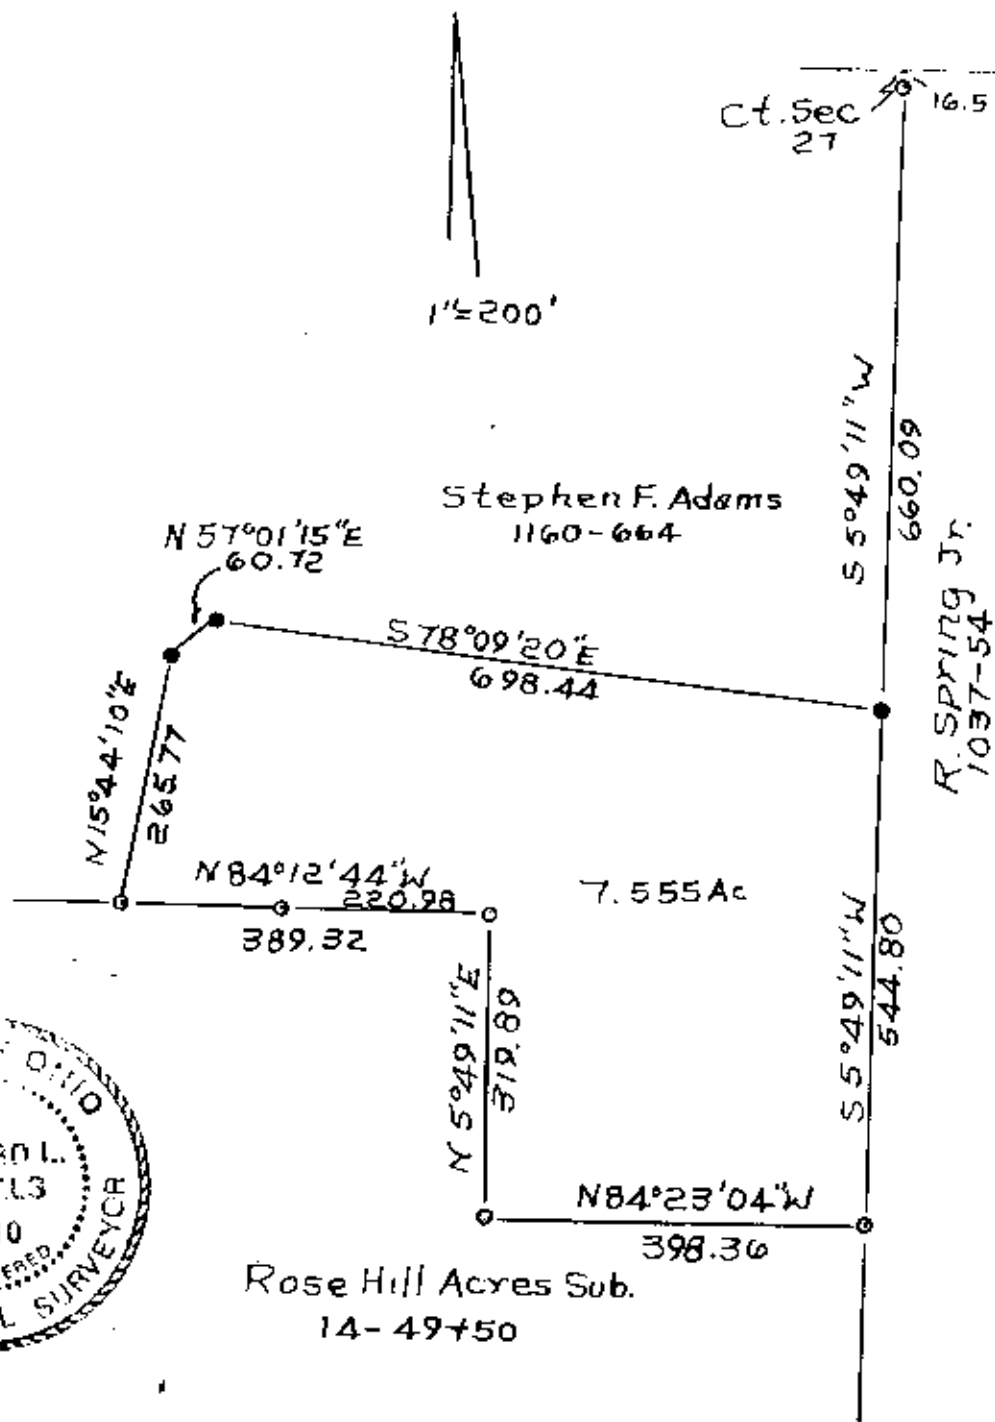 Ct. Sec
27
16.5
1"=200'
S 5°49'11"W
660.09
Stephen F. Adams
1160-664
N 57°01'15"E
60.72
S 78°09'20"E
698.44
R. Spring Jr.
1037-54
N 15°44'10"E
265.77
N 84°12'44"W
220.98
389.32
7.555 Ac
N 5°49'11"E
319.89
S 5°49'11"W
544.80
N84°23'04"W
398.36
Rose Hill Acres Sub.
14-49+50
OHIO
SURVEYOR